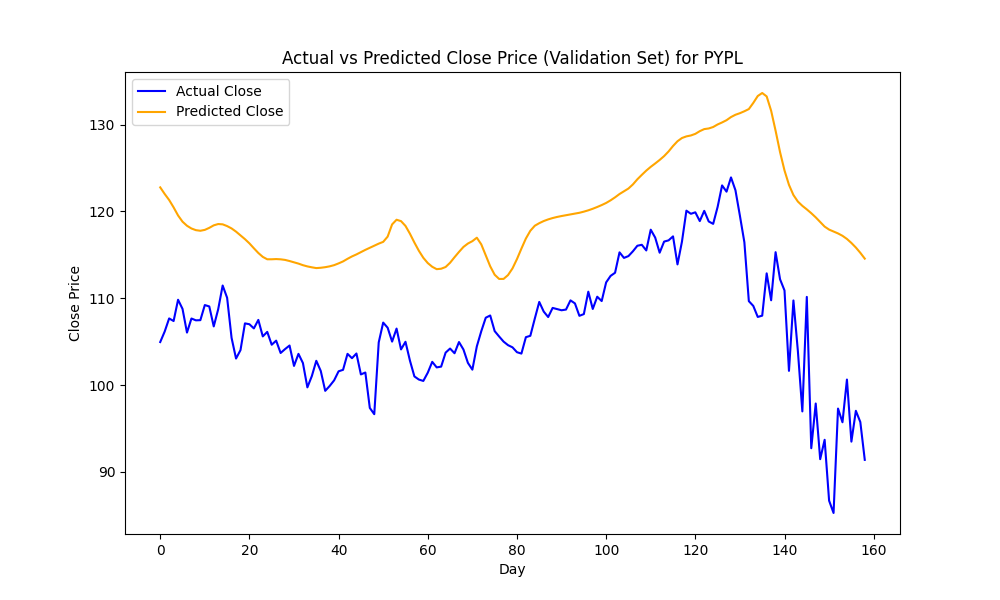 Actual vs Predicted Close Price (Validation Set) for PYPL
Actual Close
Predicted Close
Close Price
130
120
110
100
90
0 20 40 60 80 100 120 140 160
Day